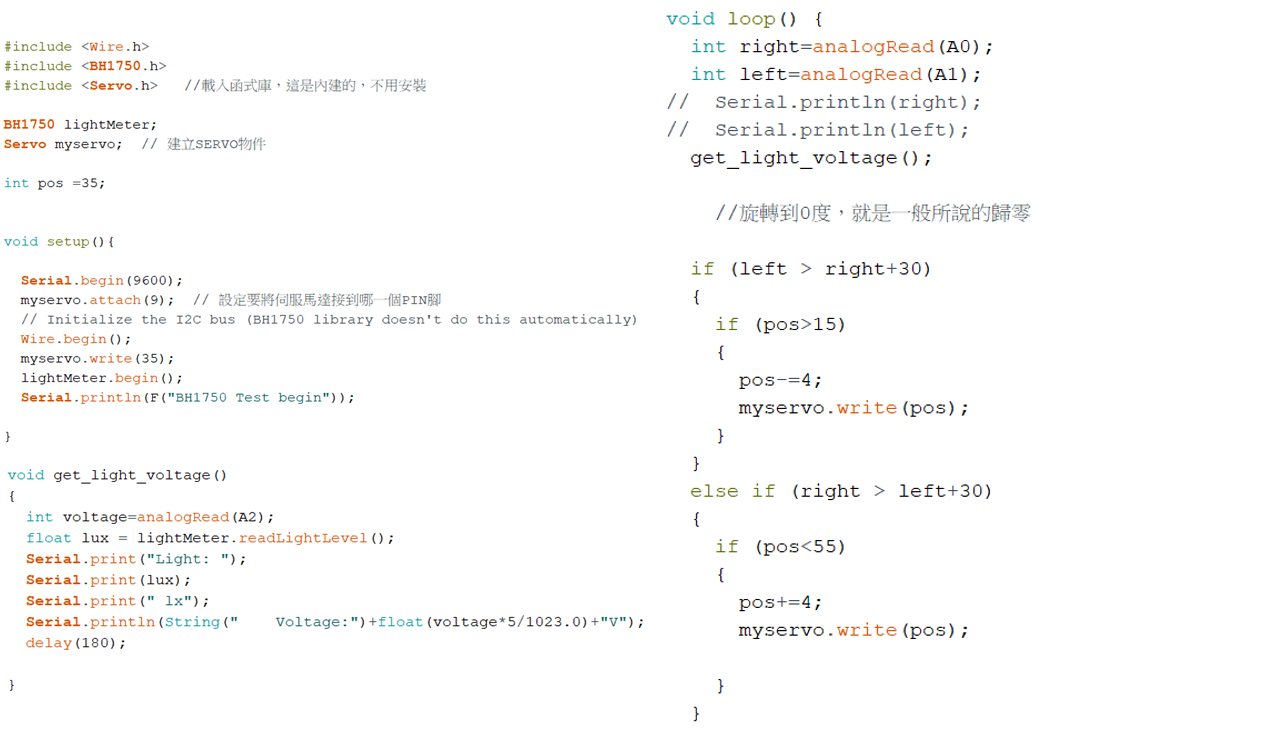 #include <Wire.h>
#include <BH1750.h>
#include <Servo.h>   //載入函式庫，這是內建的，不用安裝
BH1750 lightMeter;
Servo myservo;  // 建立SERVO物件
int pos =35;
void setup(){
  Serial.begin(9600);
  myservo.attach(9);  // 設定要將伺服馬達接到哪一個PIN腳
  // Initialize the I2C bus (BH1750 library doesn't do this automatically)
  Wire.begin();
  myservo.write(35);
  lightMeter.begin();
  Serial.println(F("BH1750 Test begin"));
}
void get_light_voltage()
{
  int voltage=analogRead(A2);
  float lux = lightMeter.readLightLevel();
  Serial.print("Light: ");
  Serial.print(lux);
  Serial.print(" lx");
  Serial.println(String("    Voltage:")+float(voltage*5/1023.0)+"V");
  delay(180);
}
void loop() {
  int right=analogRead(A0);
  int left=analogRead(A1);
//  Serial.println(right);
//  Serial.println(left);
  get_light_voltage();
    //旋轉到0度，就是一般所說的歸零
  if (left > right+30)
  {
    if (pos>15)
    {
      pos-=4;
      myservo.write(pos);
    }
  }
  else if (right > left+30)
  {
    if (pos<55)
    {
      pos+=4;
      myservo.write(pos);
    }
  }